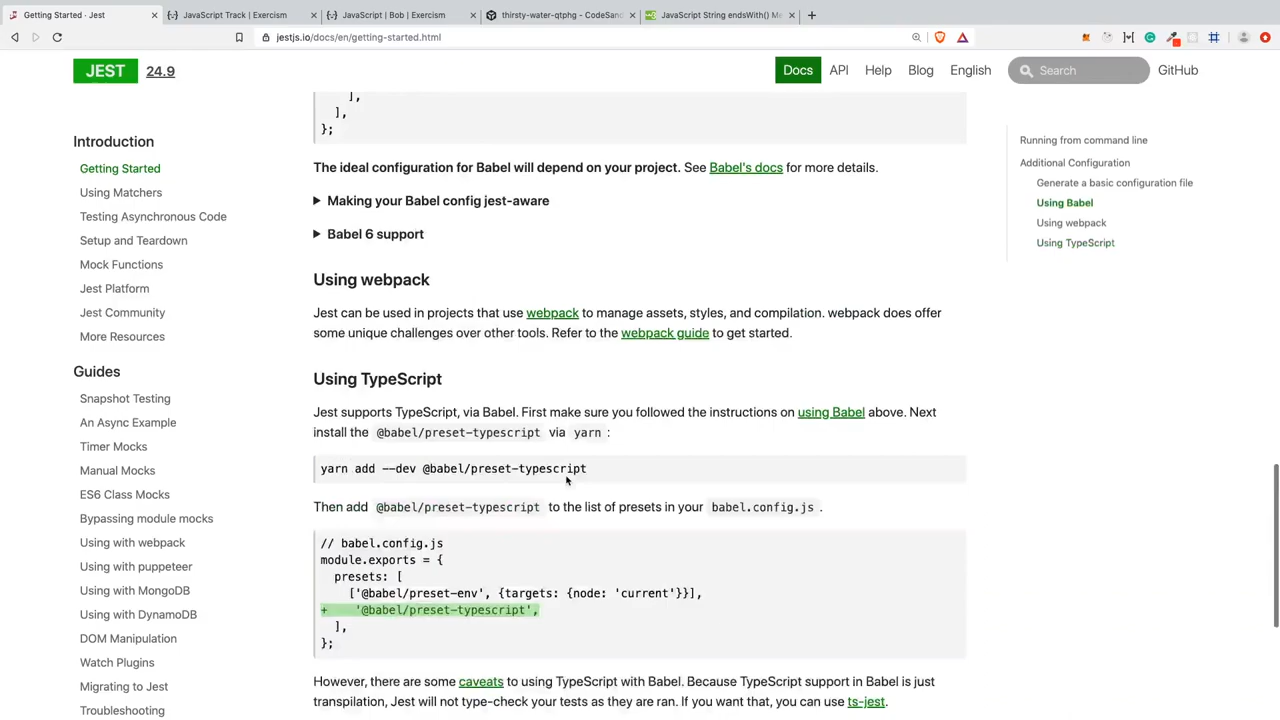 Getting Started · Jest
JavaScript Track | Exercism
JavaScript | Bob | Exercism
thirsty-water-qtphg - CodeSand
JavaScript String endsWith() Me
jestjs.io/docs/en/getting-started.html
JEST
24.9
Docs
API
Help
Blog
English
Search
GitHub
Introduction
Getting Started
Using Matchers
Testing Asynchronous Code
Setup and Teardown
Mock Functions
Jest Platform
Jest Community
More Resources
Guides
Snapshot Testing
An Async Example
Timer Mocks
Manual Mocks
ES6 Class Mocks
Bypassing module mocks
Using with webpack
Using with puppeteer
Using with MongoDB
Using with DynamoDB
DOM Manipulation
Watch Plugins
Migrating to Jest
Troubleshooting
],
],
};
The ideal configuration for Babel will depend on your project. See Babel's docs for more details.
Making your Babel config jest-aware
Babel 6 support
Using webpack
Jest can be used in projects that use webpack to manage assets, styles, and compilation. webpack does offer
some unique challenges over other tools. Refer to the webpack guide to get started.
Using TypeScript
Jest supports TypeScript, via Babel. First make sure you followed the instructions on using Babel above. Next
install the @babel/preset-typescript via yarn :
yarn add --dev @babel/preset-typescript
Then add @babel/preset-typescript to the list of presets in your babel.config.js .
// babel.config.js
module.exports = {
presets: [
['@babel/preset-env', {targets: {node: 'current'}}],
+ '@babel/preset-typescript',
],
};
However, there are some caveats to using TypeScript with Babel. Because TypeScript support in Babel is just
transpilation, Jest will not type-check your tests as they are ran. If you want that, you can use ts-jest.
Running from command line
Additional Configuration
Generate a basic configuration file
Using Babel
Using webpack
Using TypeScript